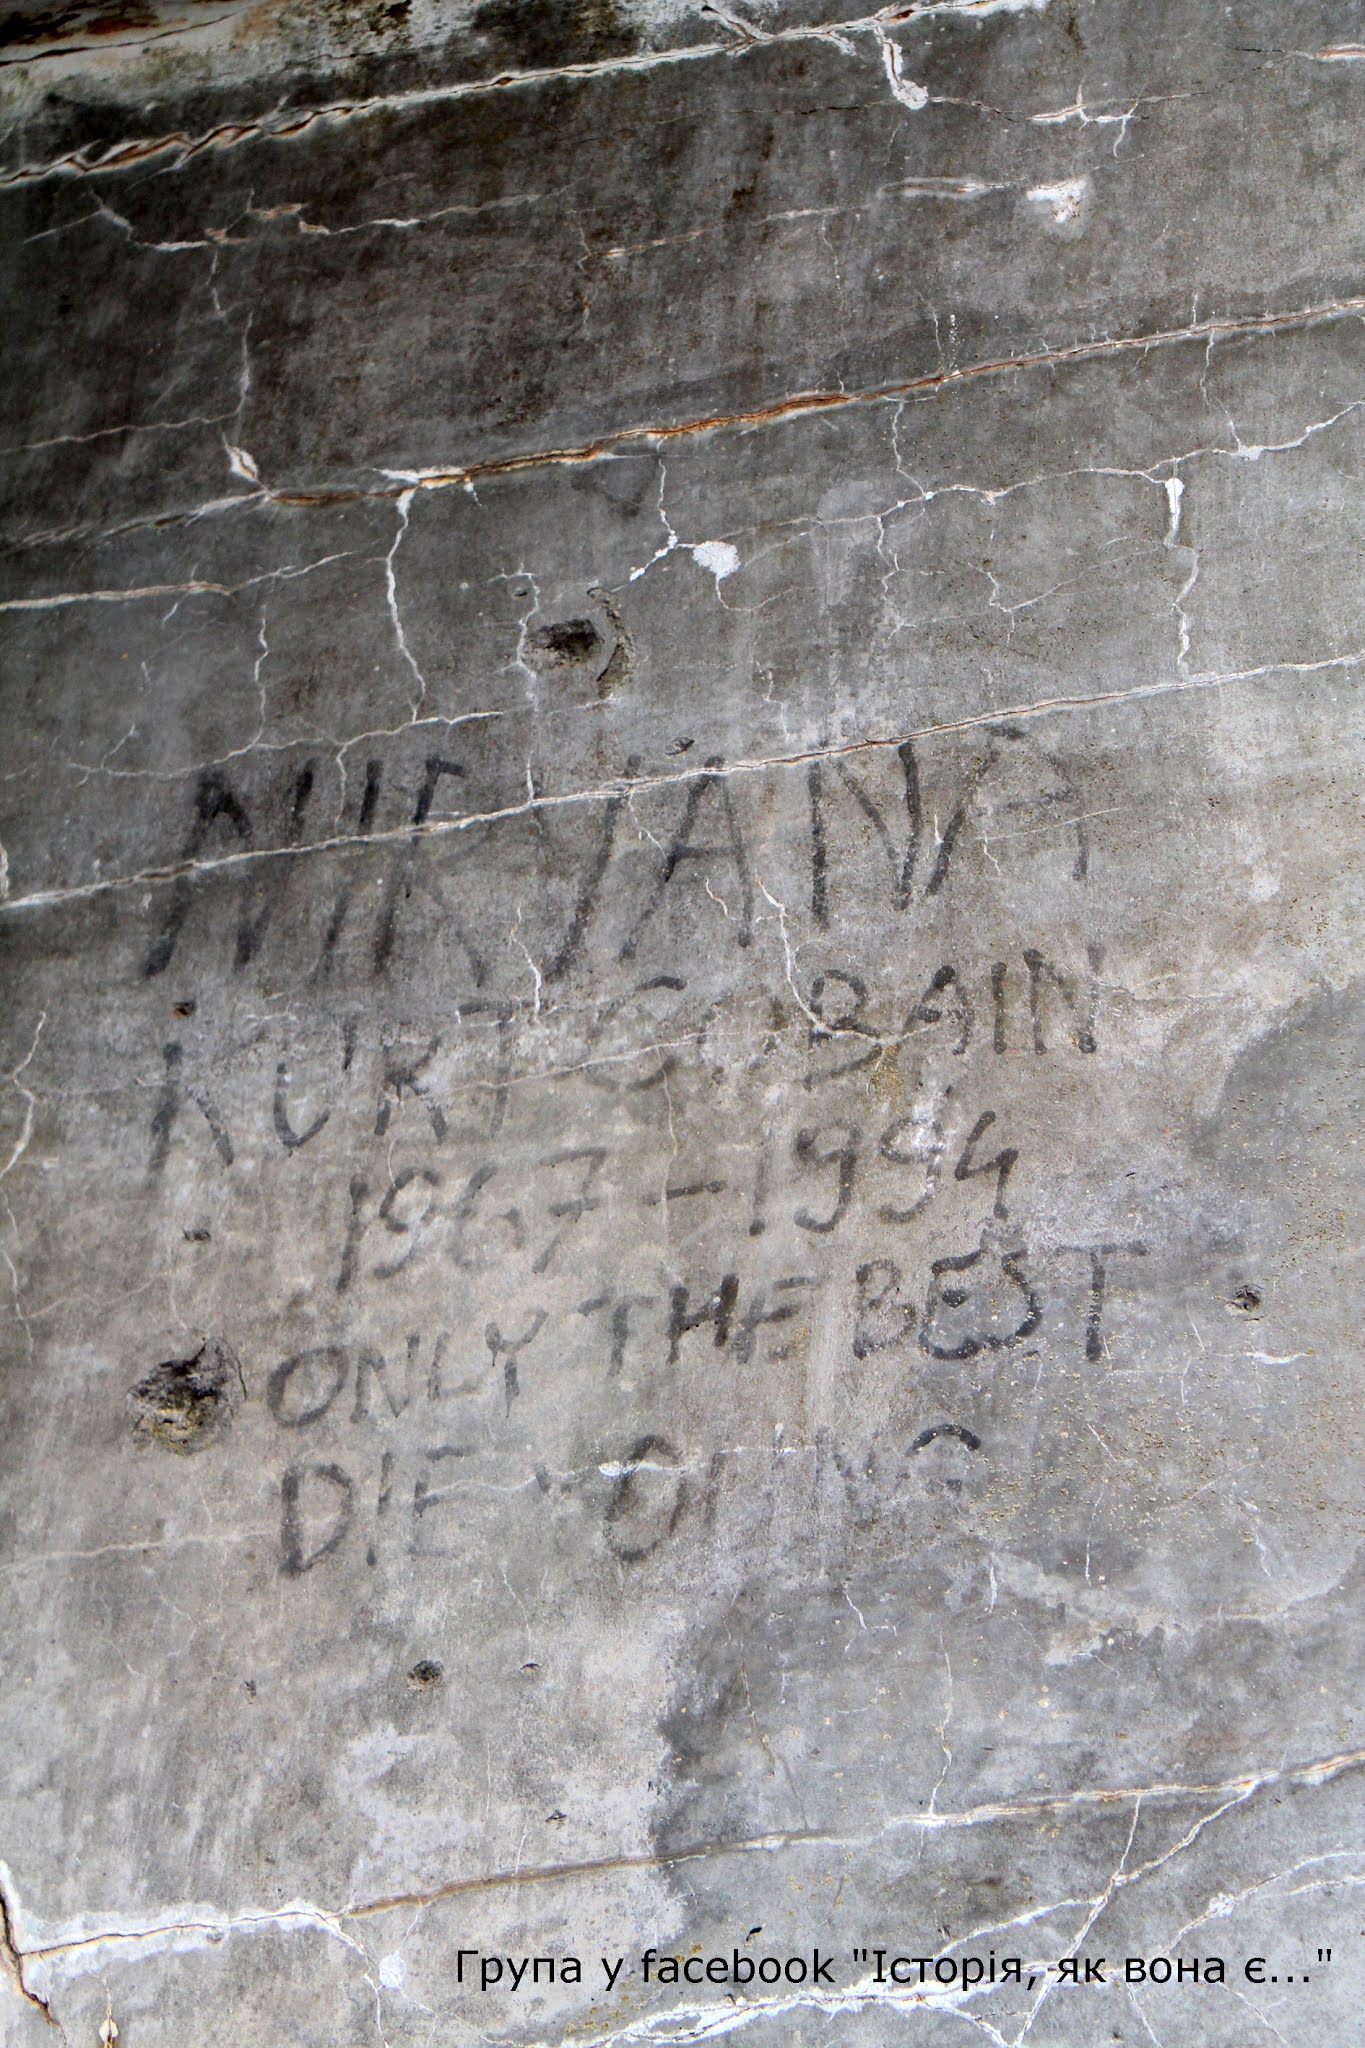 NIRVANA
KURT COBAIN
1967 - 1994
ONLY THE BEST
DIE YOUNG
Група у facebook "Історія, як вона є..."